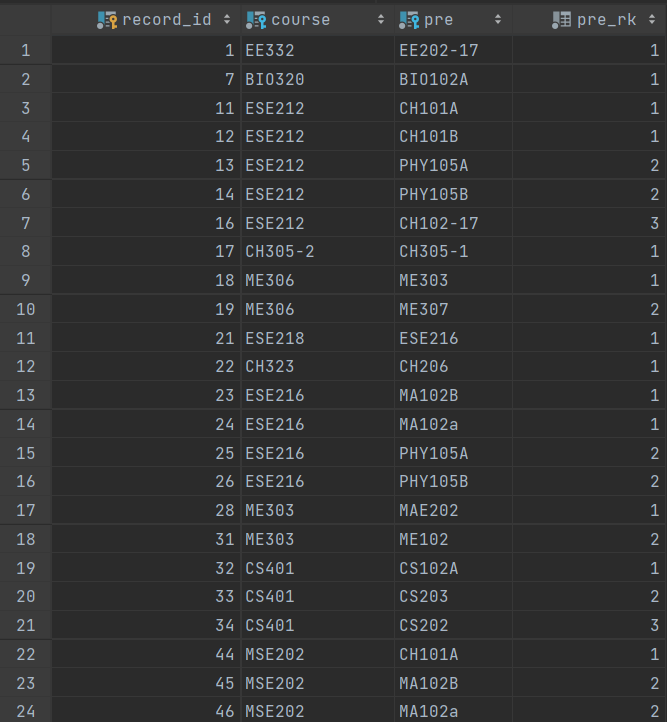 record_id course pre pre_rk
1 1 EE332 EE202-17 1
2 7 BIO320 BIO102A 1
3 11 ESE212 CH101A 1
4 12 ESE212 CH101B 1
5 13 ESE212 PHY105A 2
6 14 ESE212 PHY105B 2
7 16 ESE212 CH102-17 3
8 17 CH305-2 CH305-1 1
9 18 ME306 ME303 1
10 19 ME306 ME307 2
11 21 ESE218 ESE216 1
12 22 CH323 CH206 1
13 23 ESE216 MA102B 1
14 24 ESE216 MA102a 1
15 25 ESE216 PHY105A 2
16 26 ESE216 PHY105B 2
17 28 ME303 MAE202 1
18 31 ME303 ME102 2
19 32 CS401 CS102A 1
20 33 CS401 CS203 2
21 34 CS401 CS202 3
22 44 MSE202 CH101A 1
23 45 MSE202 MA102B 2
24 46 MSE202 MA102a 2